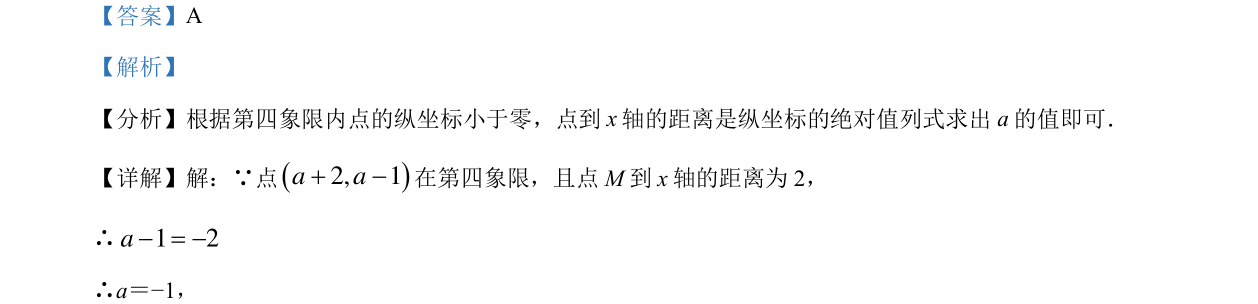 【答案】A
【解析】
【分析】根据第四象限内点的纵坐标小于零，点到 x 轴的距离是纵坐标的绝对值列式求出 a 的值即可．
【详解】解：∵点(a+2,a−1)在第四象限，且点 M 到 x 轴的距离为 2，
∴ a−1=−2
∴a＝−1，